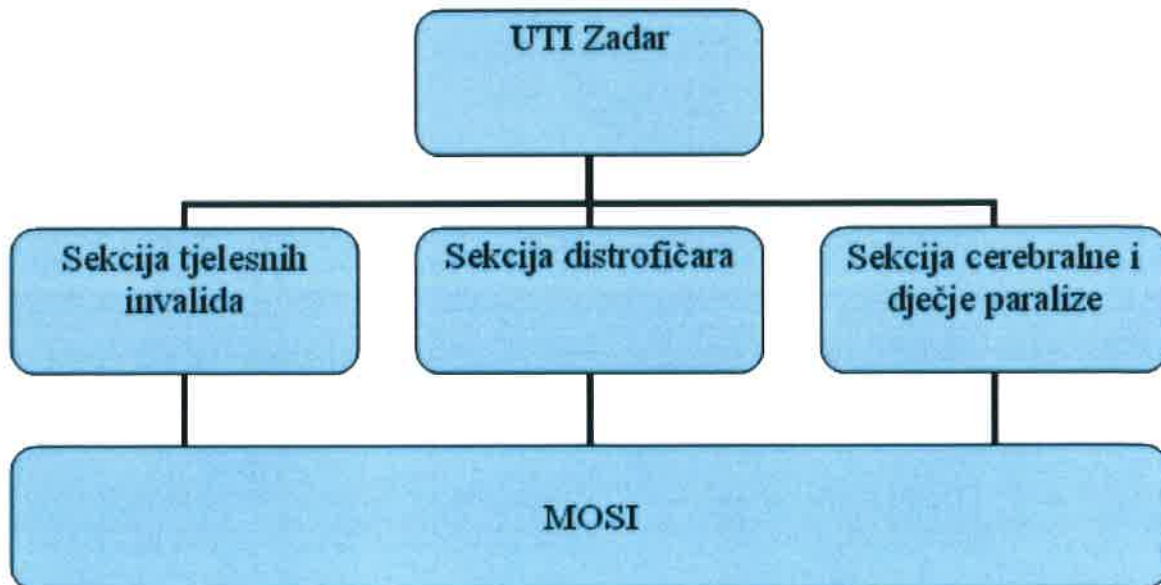 UTI Zadar
Sekcija tjelesnih
invalida
Sekcija distrofičara
Sekcija cerebralne i
dječje paralize
MOSI